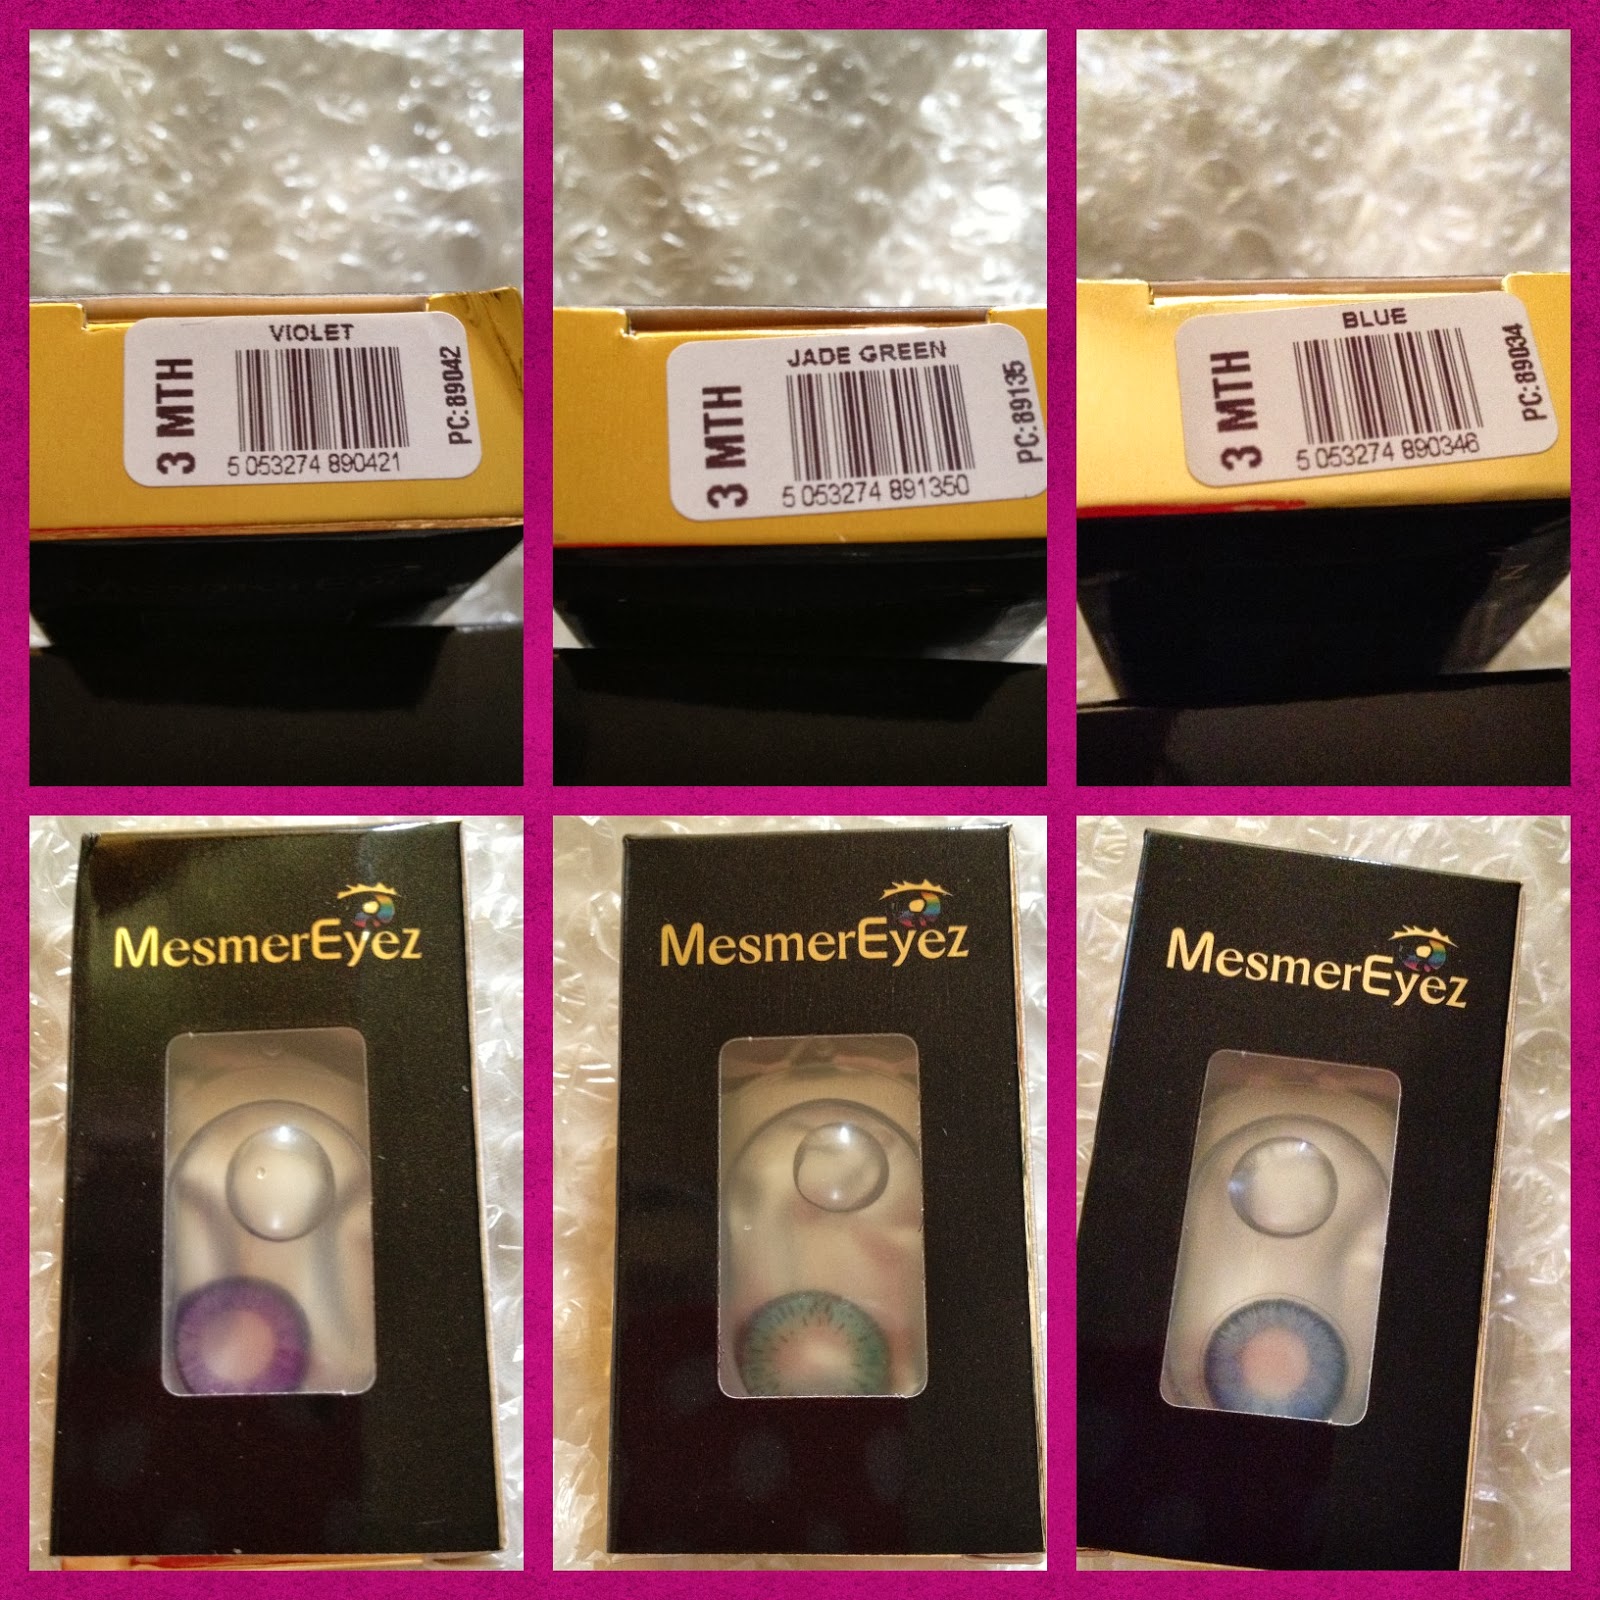 VIOLET
3 MTH
5 053274 890421
PC:89042
JADE GREEN
3 MTH
5 053274 891350
PC:89135
BLUE
3 MTH
5 053274 890346
PC:89034
MesmerEyez
MesmerEyez
MesmerEyez